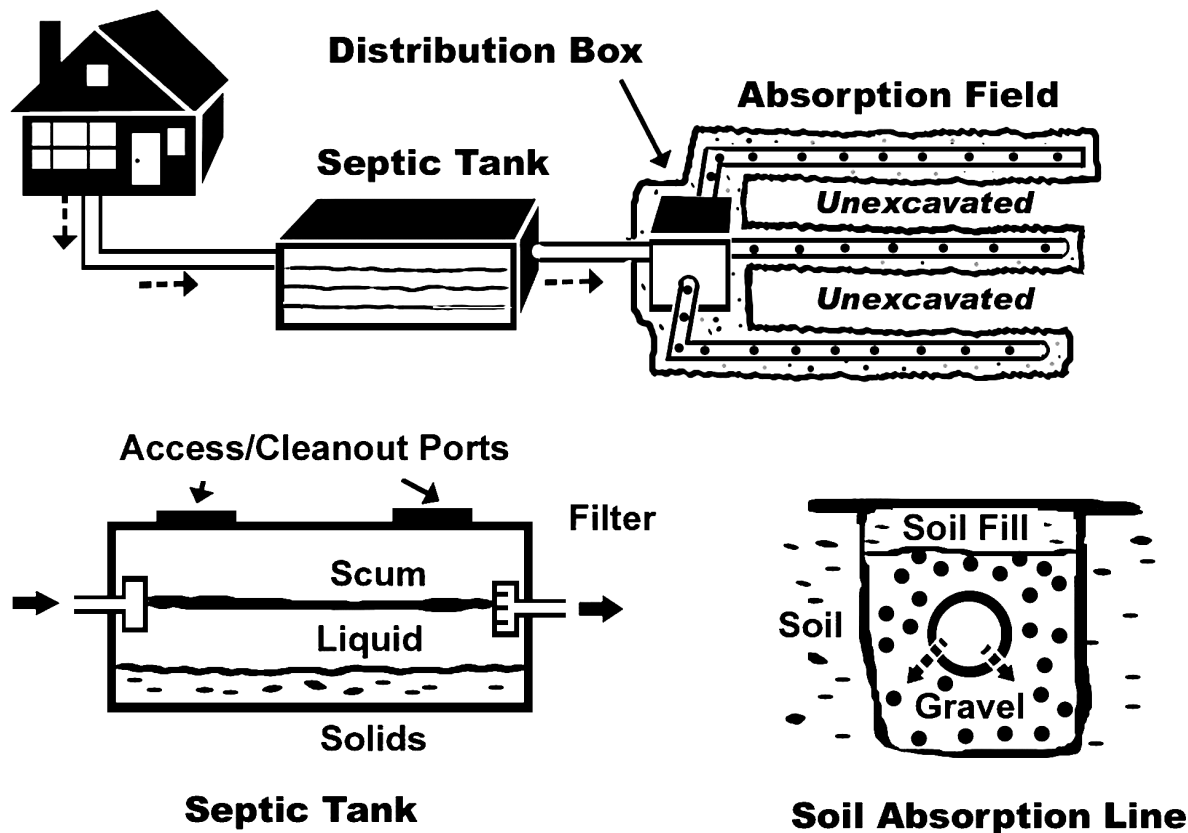 Distribution Box
Absorption Field
Septic Tank
Unexcavated
Unexcavated
Access/Cleanout Ports
Filter
Scum
Liquid
Solids
Septic Tank
Soil Fill
Soil
Gravel
Soil Absorption Line